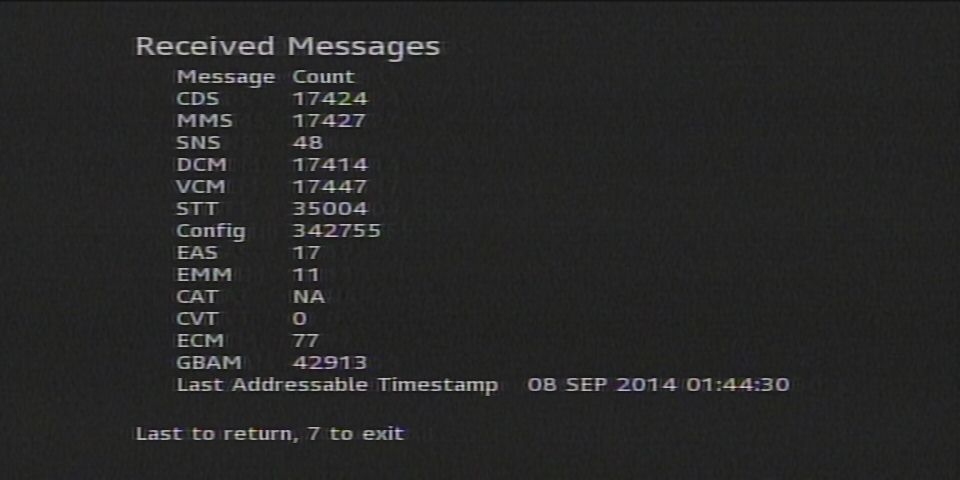 Received Messages
Message Count
CDS 17424
MMS 17427
SNS 48
DCM 17414
VCM 17447
STT 35004
Config 342755
EAS 17
EMM 11
CAT NA
CVT 0
ECM 77
GBAM 42913
Last Addressable Timestamp 08 SEP 2014 01:44:30
Last to return, 7 to exit